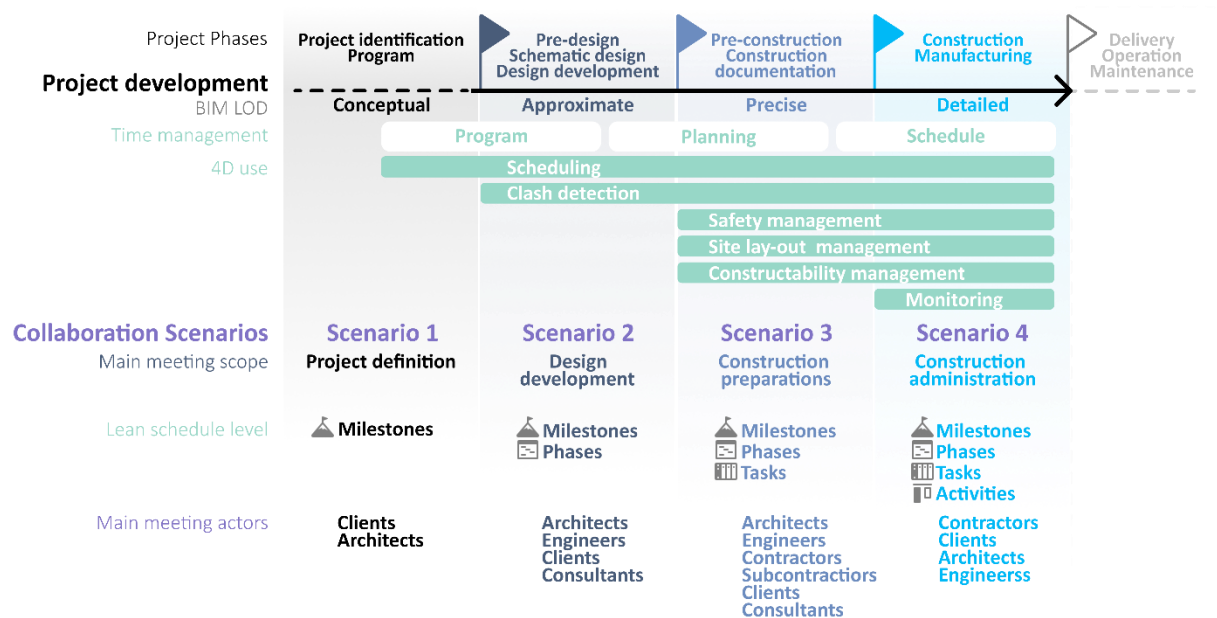 Project Phases
Project identification
Program
Pre-design
Schematic design
Design development
Pre-construction
Construction
documentation
Construction
Manufacturing
Delivery
Operation
Maintenance
Project development
BIM LOD
Conceptual
Approximate
Precise
Detailed
Time management
Program
Planning
Schedule
4D use
Scheduling
Clash detection
Safety management
Site lay-out management
Constructability management
Monitoring
Collaboration Scenarios
Scenario 1
Scenario 2
Scenario 3
Scenario 4
Main meeting scope
Project definition
Design
development
Construction
preparations
Construction
administration
Lean schedule level
Milestones
Milestones
Phases
Milestones
Phases
Tasks
Milestones
Phases
Tasks
Activities
Main meeting actors
Clients
Architects
Architects
Engineers
Clients
Consultants
Architects
Engineers
Contractors
Subcontractiors
Clients
Consultants
Contractors
Clients
Architects
Engineerss